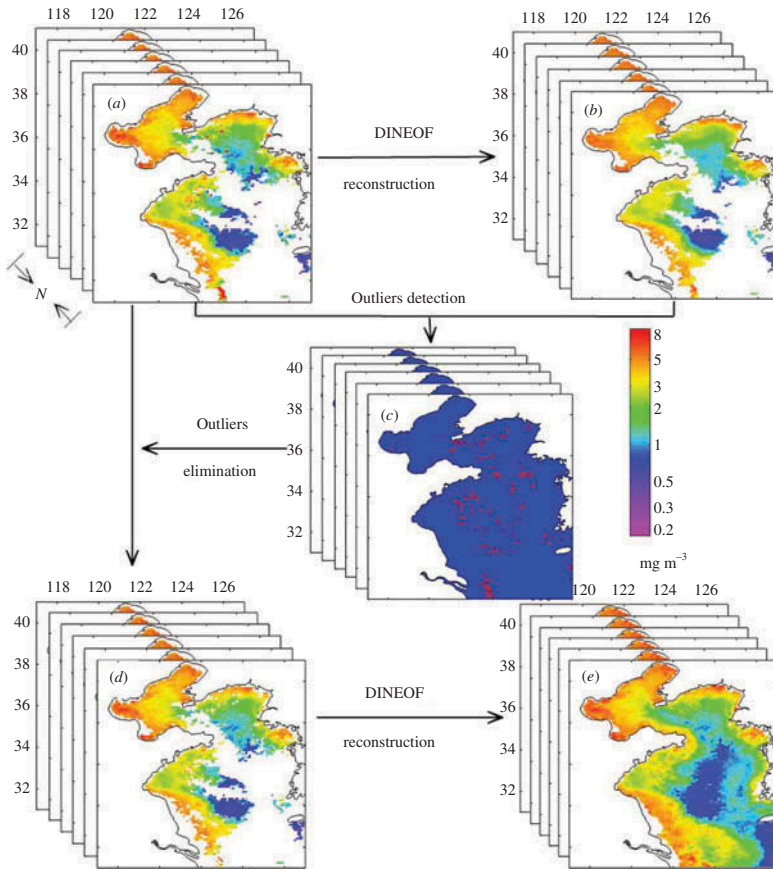 118 120 122 124 126
118 120 122 124 126
40
38
36
34
32
(a)
DINEOF
reconstruction
40
38
36
34
32
(b)
N
Outliers detection
40
38
36
34
32
(c)
Outliers
elimination
8
5
3
2
1
0.5
0.3
0.2
mg m⁻³
118 120 122 124 126
120 122 124 126
40
38
36
34
32
(d)
DINEOF
reconstruction
40
38
36
34
32
(e)